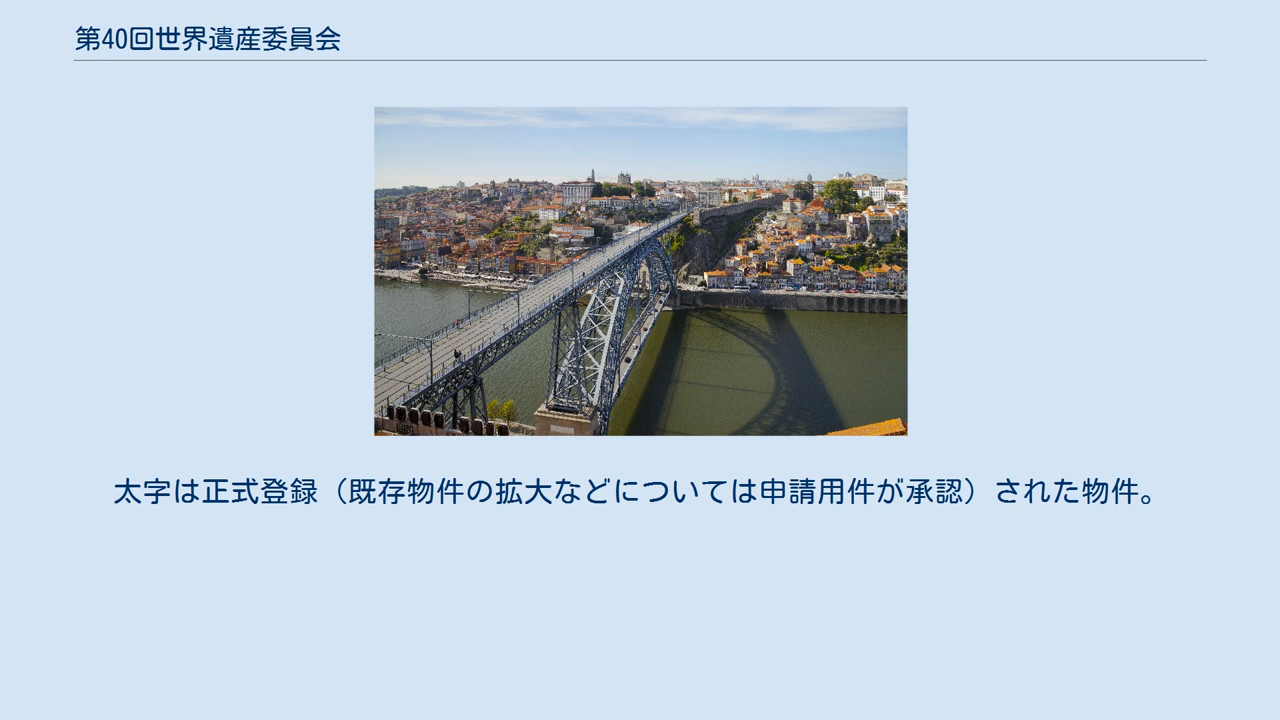 第40回世界遺産委員会
太字は正式登録（既存物件の拡大などについては申請用件が承認）された物件。